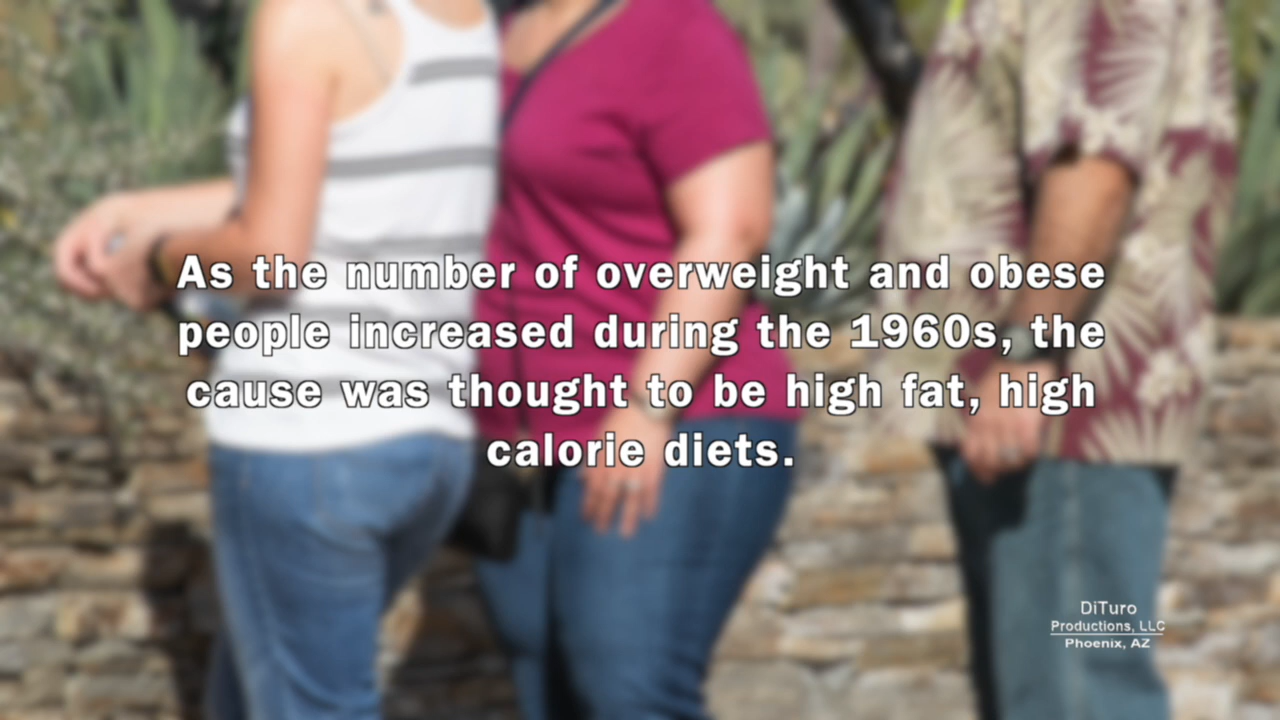 As the number of overweight and obese
people increased during the 1960s, the
cause was thought to be high fat, high
calorie diets.
DiTuro
Productions, LLC
Phoenix, AZ